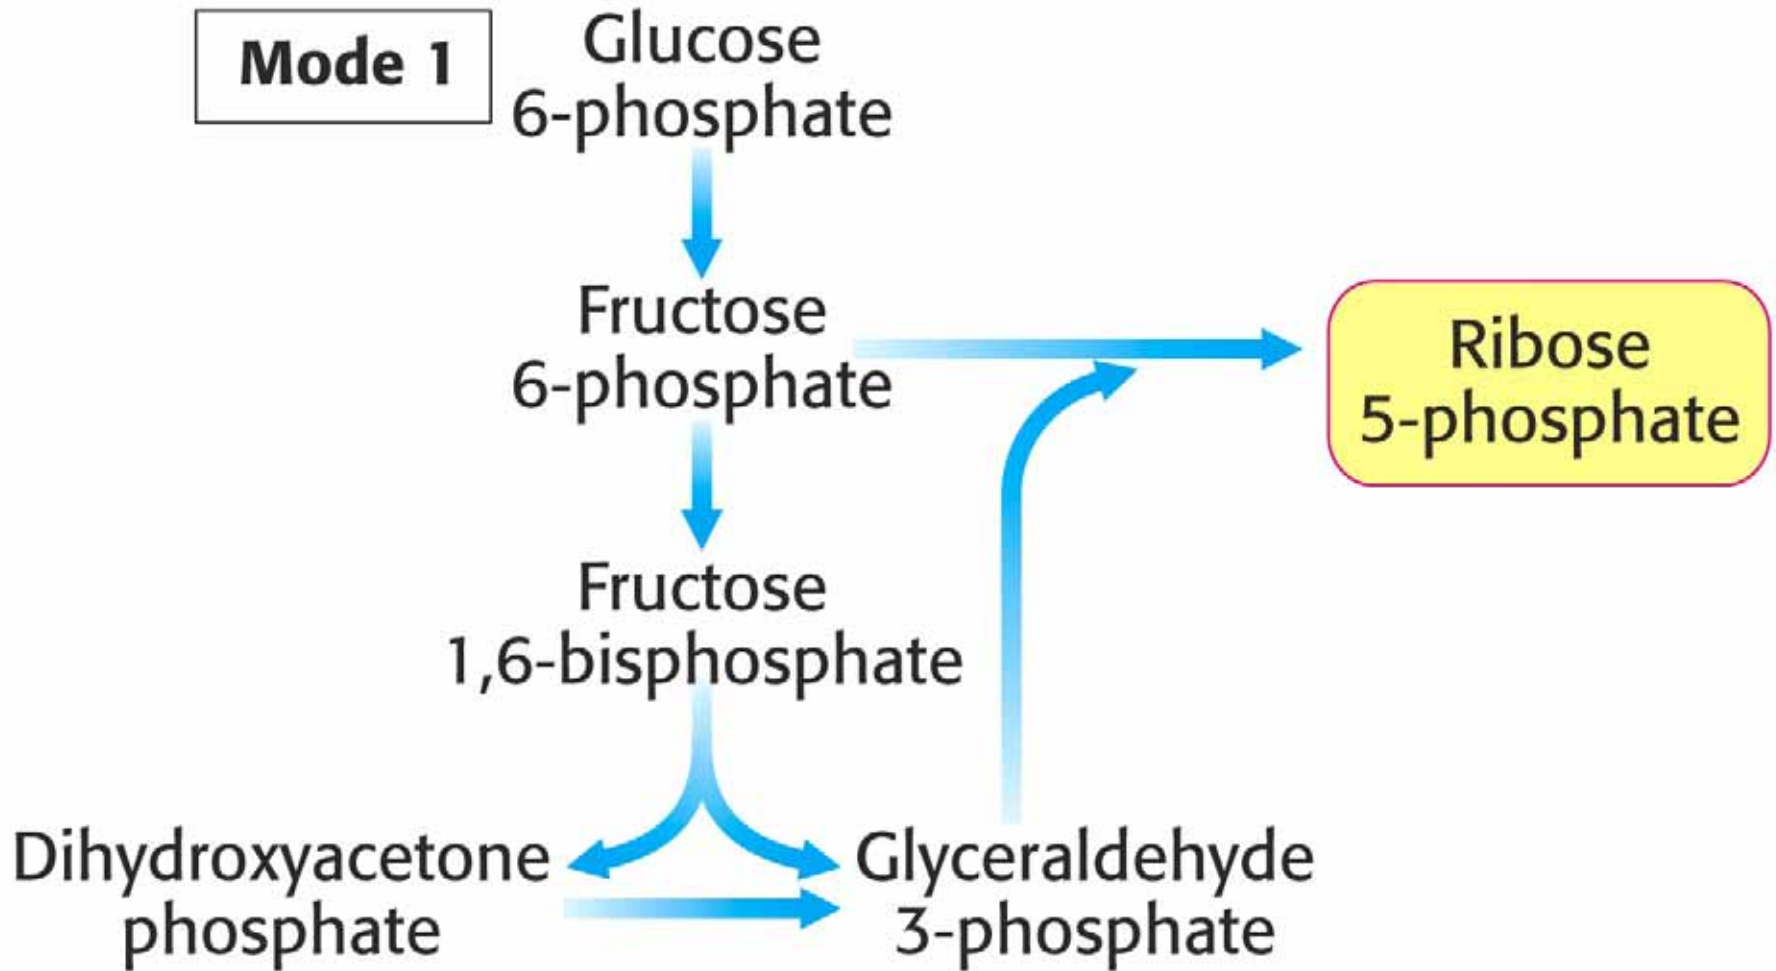 Mode 1
Glucose
6-phosphate
Fructose
6-phosphate
Ribose
5-phosphate
Fructose
1,6-bisphosphate
Dihydroxyacetone
phosphate
Glyceraldehyde
3-phosphate